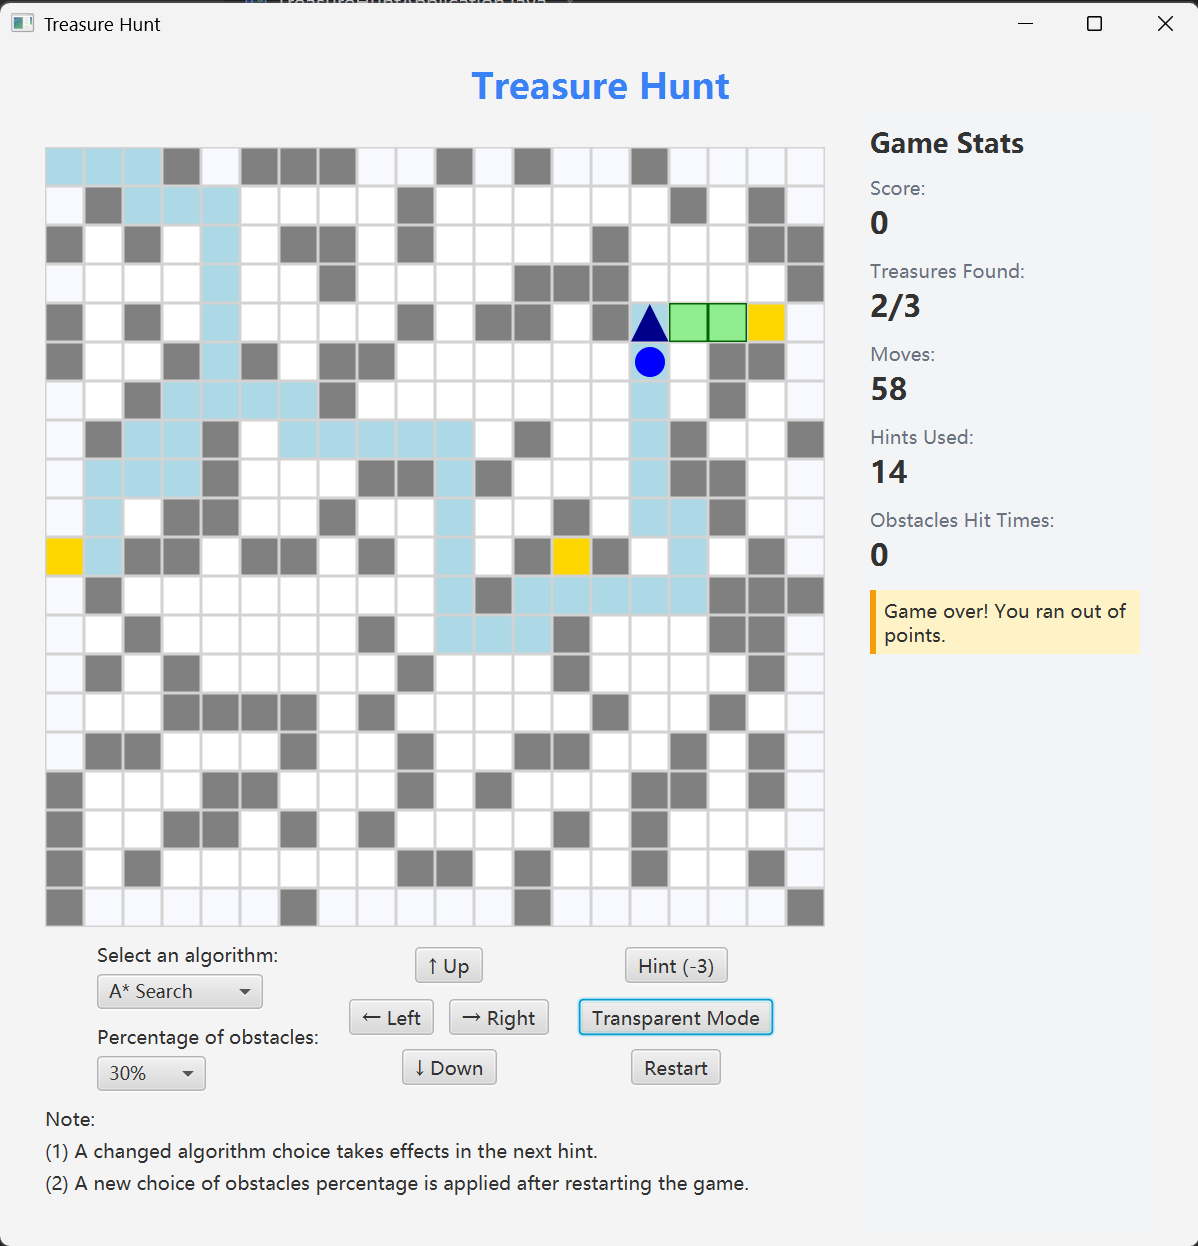 Treasure Hunt
Treasure Hunt
Game Stats
Score:
0
Treasures Found:
2/3
Moves:
58
Hints Used:
14
Obstacles Hit Times:
0
Game over! You ran out of
points.
Select an algorithm:
A* Search
Percentage of obstacles:
30%
↑ Up
← Left
→ Right
↓ Down
Hint (-3)
Transparent Mode
Restart
Note:
(1) A changed algorithm choice takes effects in the next hint.
(2) A new choice of obstacles percentage is applied after restarting the game.